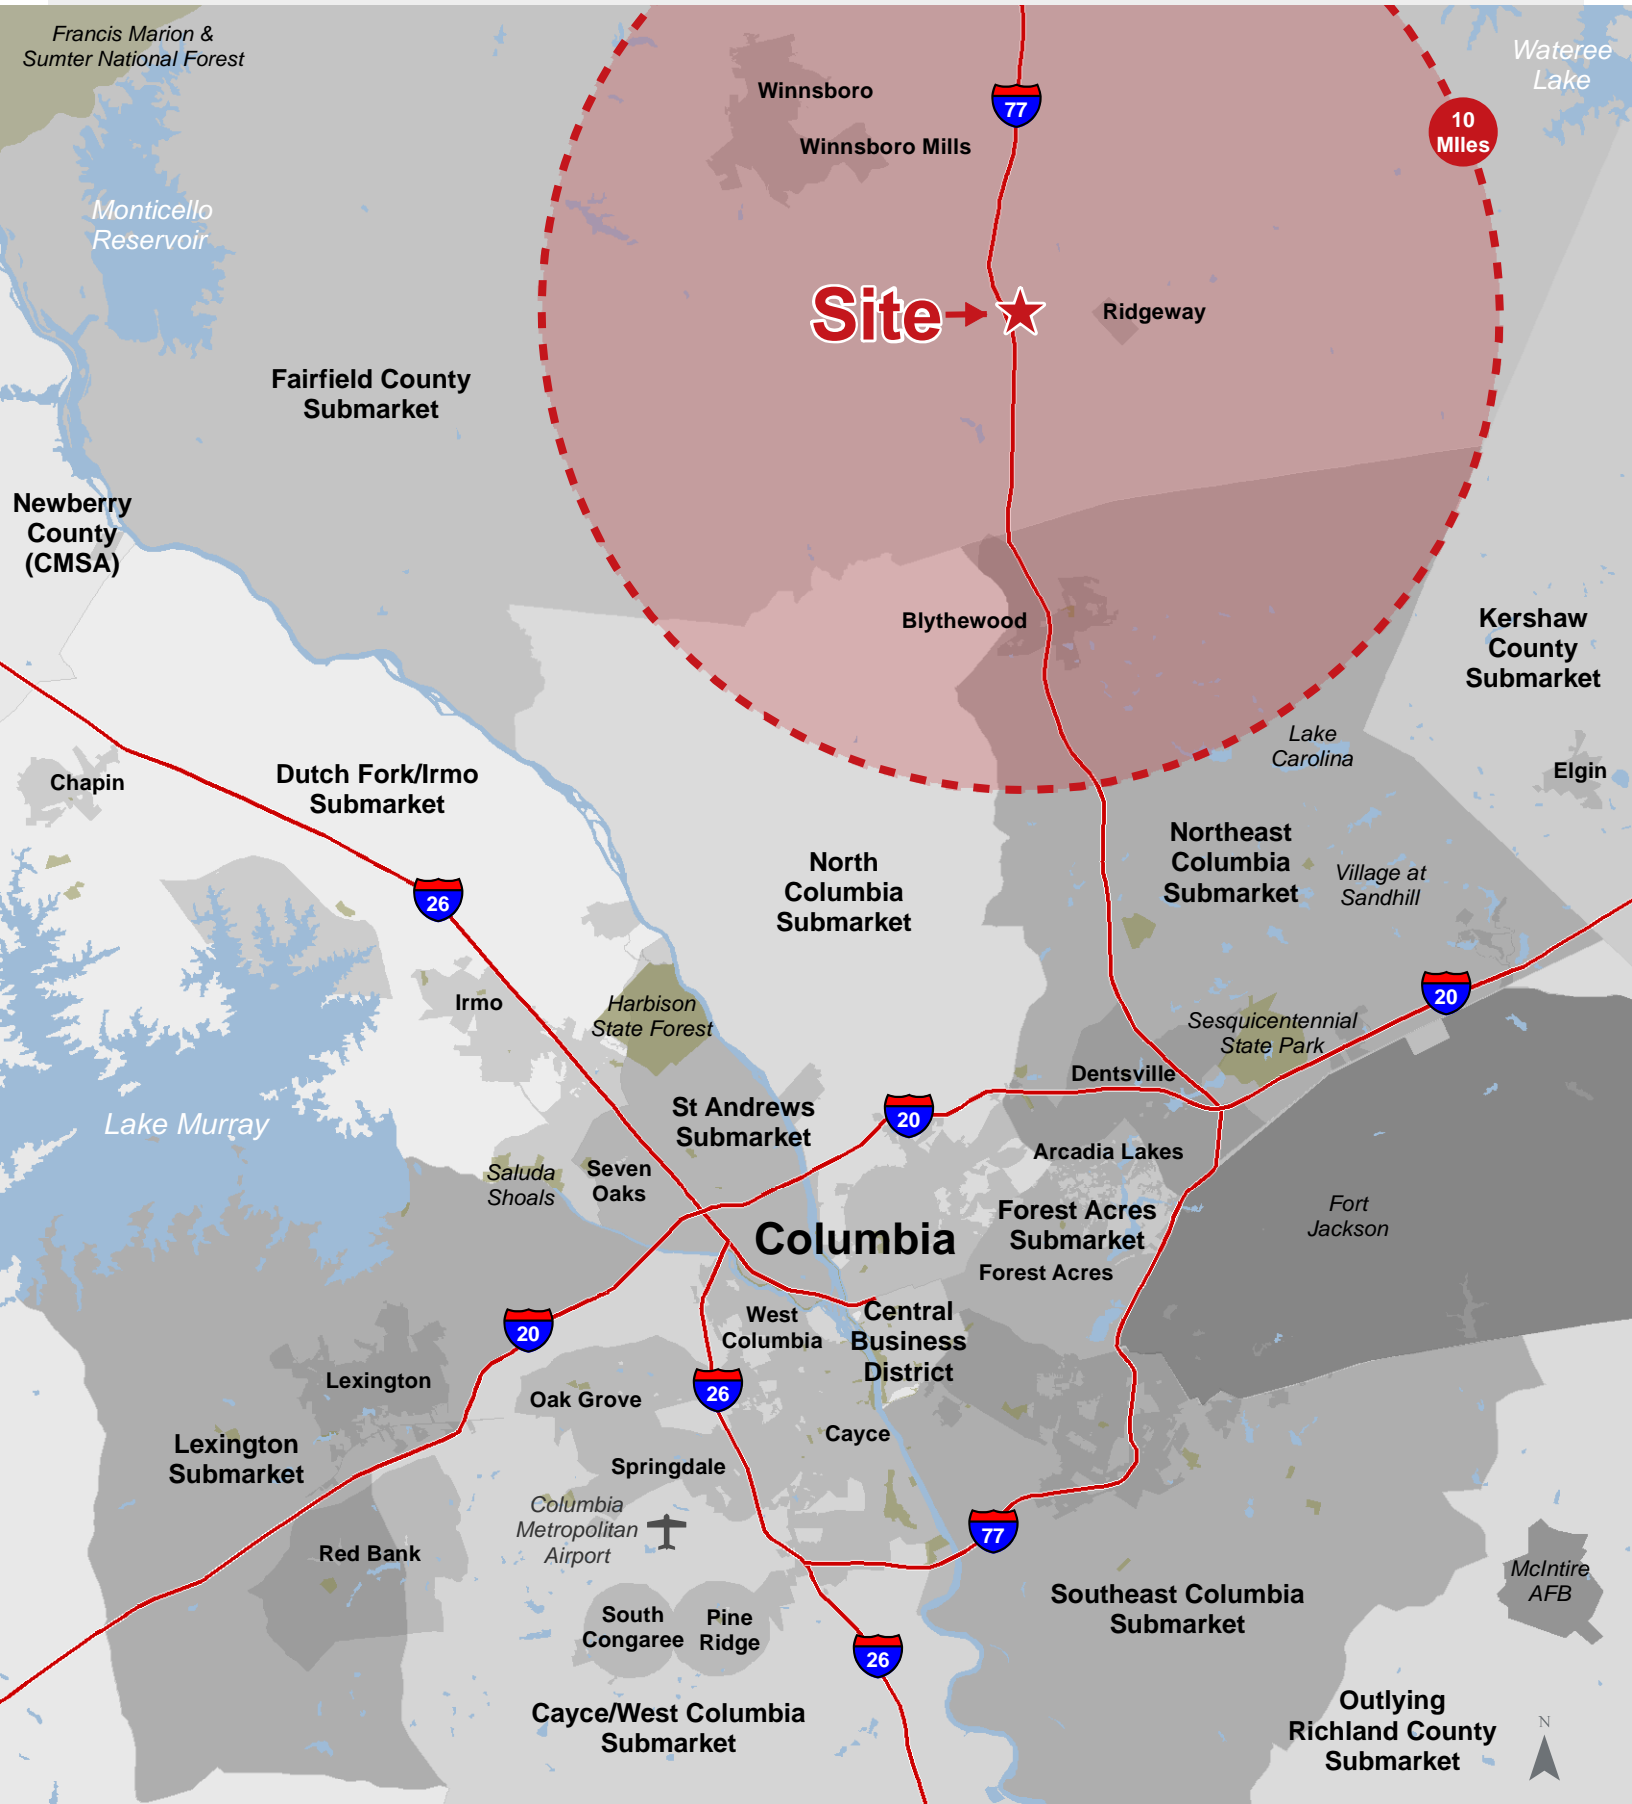 Francis Marion &
Sumter National Forest
Wateree
Lake
Winnsboro
77
10
MIles
Winnsboro Mills
Monticello
Reservoir
Site
Ridgeway
Fairfield County
Submarket
Newberry
County
(CMSA)
Blythewood
Kershaw
County
Submarket
Lake
Carolina
Elgin
Chapin
Dutch Fork/Irmo
Submarket
North
Columbia
Submarket
Northeast
Columbia
Submarket
Village at
Sandhill
26
Irmo
Harbison
State Forest
20
Sesquicentennial
State Park
Dentsville
Lake Murray
St Andrews
Submarket
20
Arcadia Lakes
Saluda
Shoals
Seven
Oaks
Forest Acres
Submarket
Fort
Jackson
Columbia
Forest Acres
20
West
Columbia
Central
Business
District
Lexington
Oak Grove
26
Cayce
Lexington
Submarket
Springdale
Columbia
Metropolitan
Airport
77
Red Bank
McIntire
AFB
South
Congaree
Pine
Ridge
Southeast Columbia
Submarket
26
Cayce/West Columbia
Submarket
Outlying
Richland County
Submarket
N